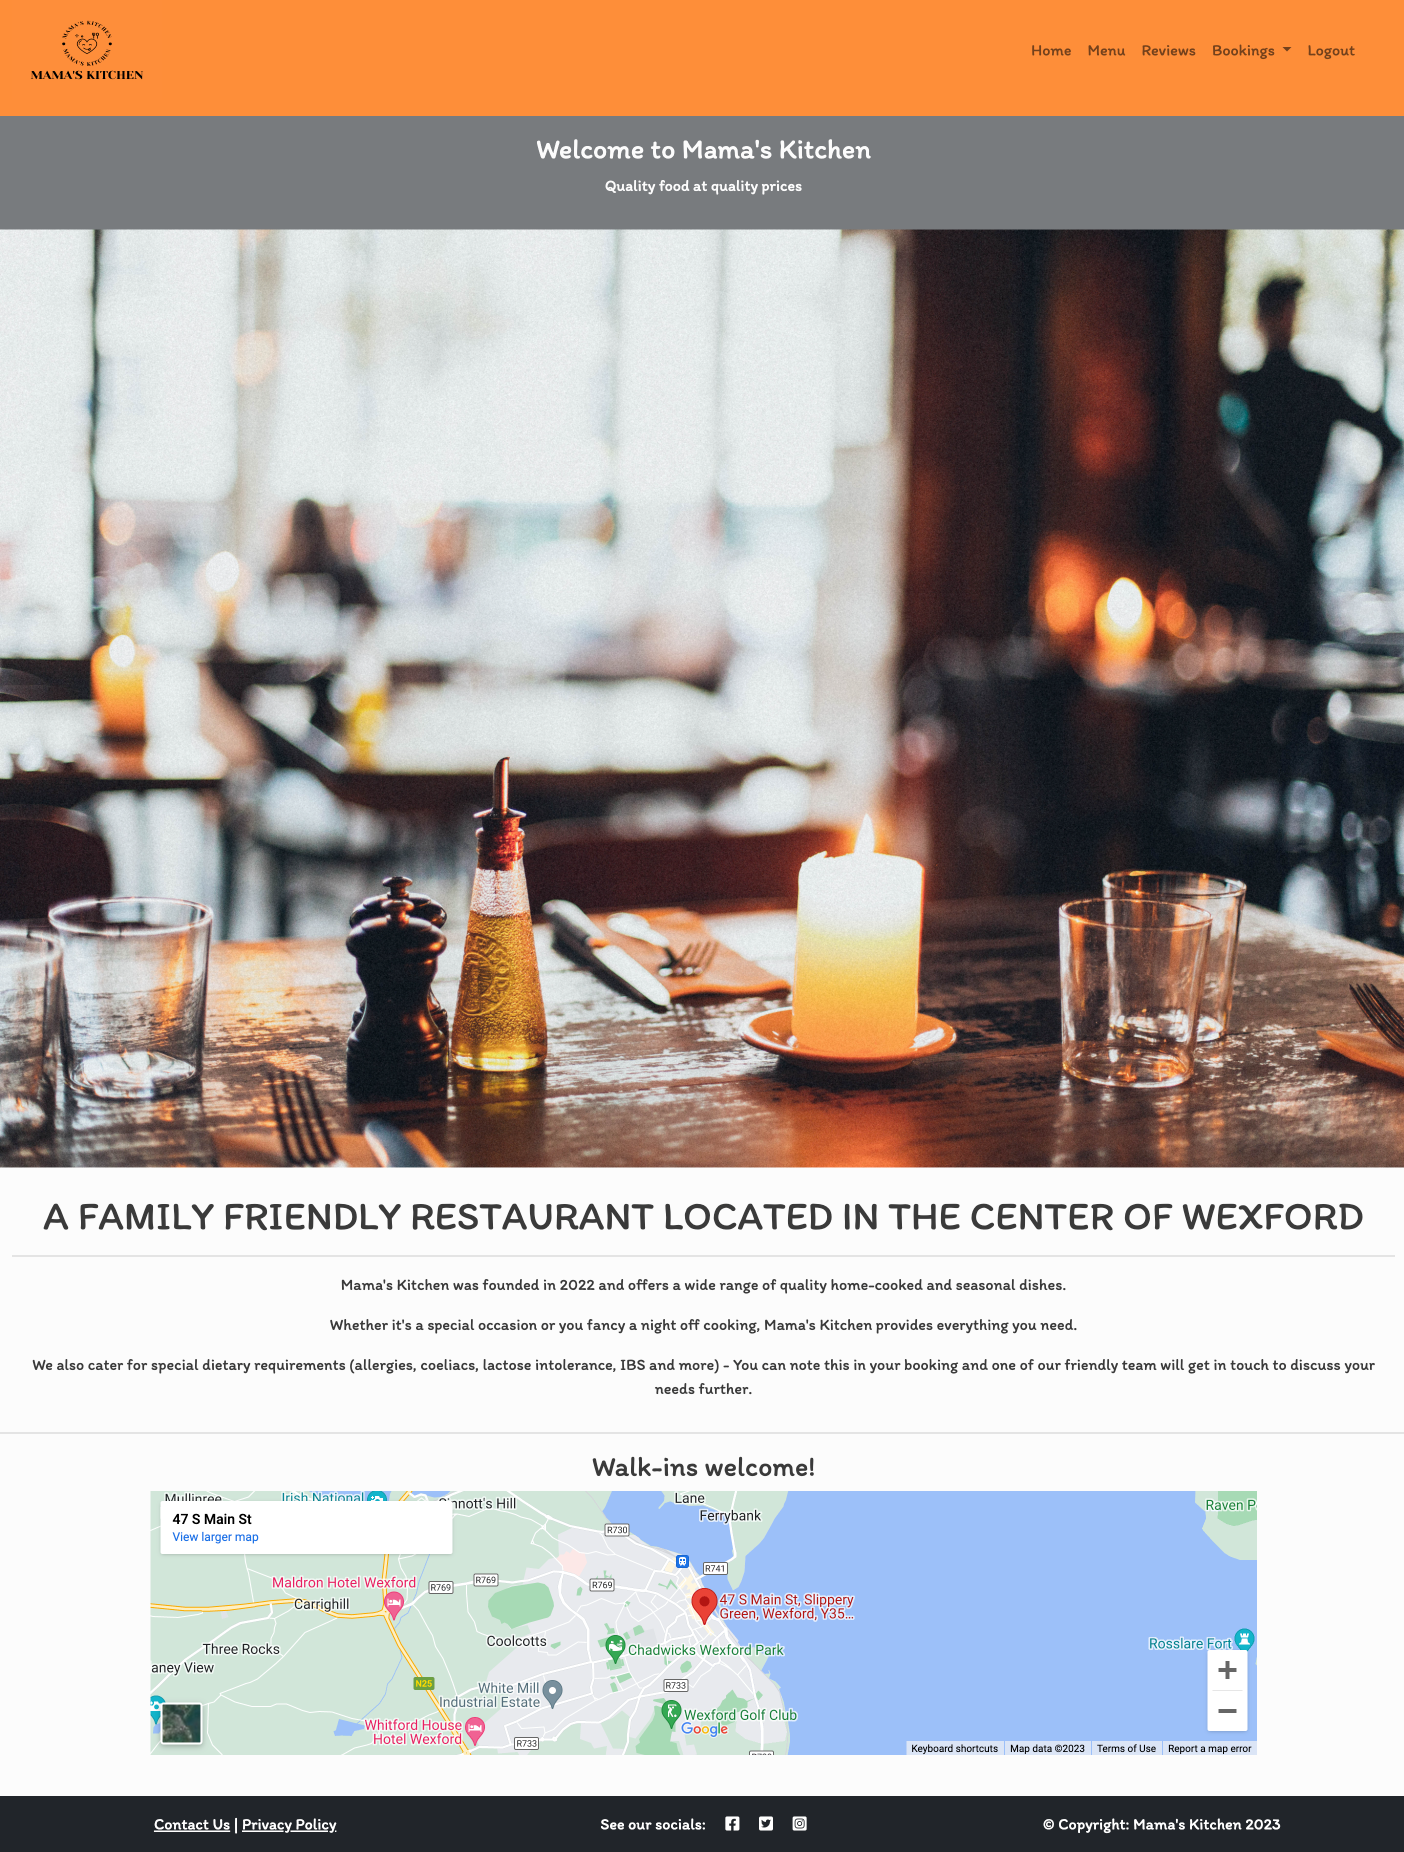 MAMA'S KITCHEN
MAMA'S KITCHEN
MAMA'S KITCHEN
Home Menu Reviews Bookings Logout
Welcome to Mama's Kitchen
Quality food at quality prices
A FAMILY FRIENDLY RESTAURANT LOCATED IN THE CENTER OF WEXFORD
Mama's Kitchen was founded in 2022 and offers a wide range of quality home-cooked and seasonal dishes.
Whether it's a special occasion or you fancy a night off cooking, Mama's Kitchen provides everything you need.
We also cater for special dietary requirements (allergies, coeliacs, lactose intolerance, IBS and more) - You can note this in your booking and one of our friendly team will get in touch to discuss your
needs further.
Walk-ins welcome!
Mullinree
Irish National
nnott's Hill
Lane
Ferrybank
Raven P
47 S Main St
View larger map
R730
R741
Maldron Hotel Wexford
R769
R769
R769
Carrighill
47 S Main St, Slippery
Green, Wexford, Y35...
Coolcotts
Three Rocks
Chadwicks Wexford Park
Rosslare Fort
aney View
N25
White Mill
Industrial Estate
R733
Wexford Golf Club
Google
Whitford House
Hotel Wexford
R733
+
−
Keyboard shortcuts Map data ©2023 Terms of Use Report a map error
Contact Us | Privacy Policy
See our socials:
© Copyright: Mama's Kitchen 2023